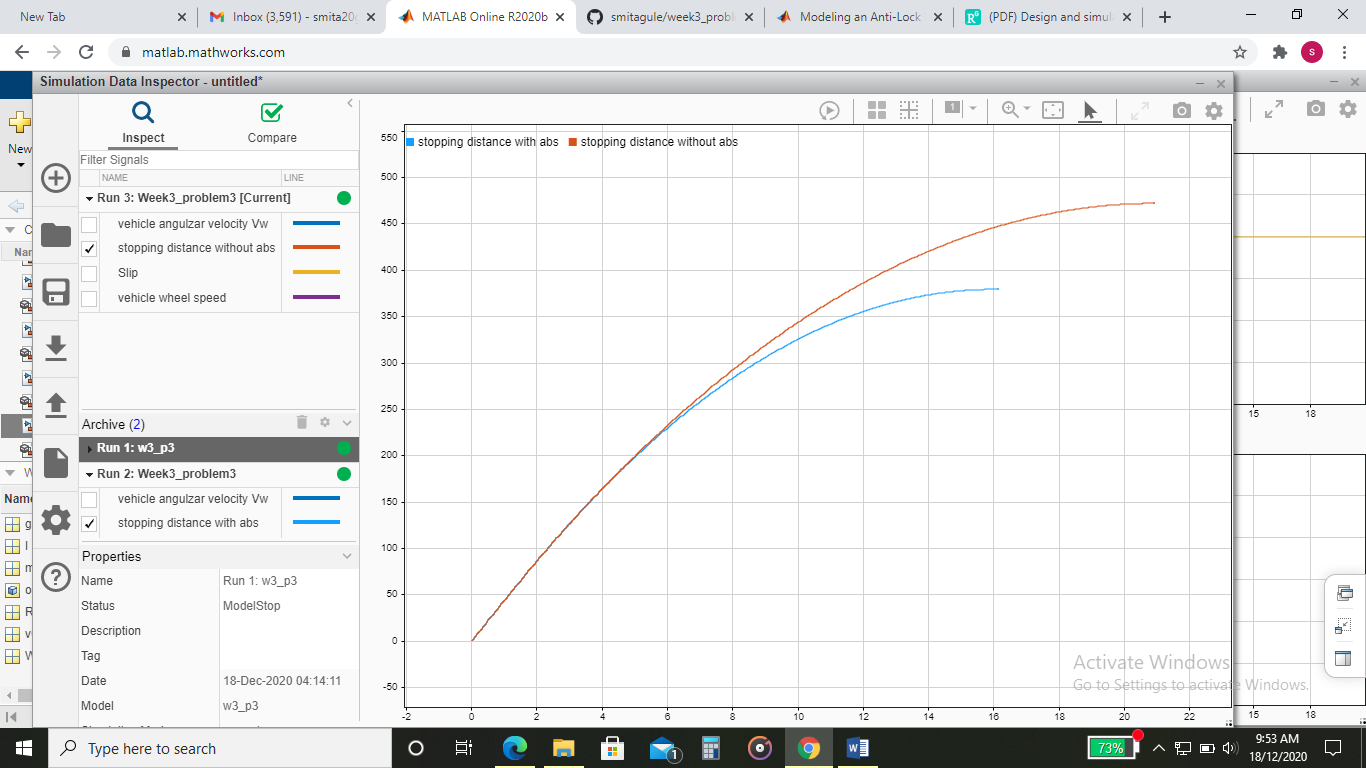 New Tab
Inbox (3,591) - smita20
MATLAB Online R2020b
smitagule/week3_probl
Modeling an Anti-Lock
(PDF) Design and simul
matlab.mathworks.com
s
Simulation Data Inspector - untitled*
New
Inspect
Compare
Filter Signals
NAME
LINE
Run 3: Week3_problem3 [Current]
vehicle angulzar velocity Vw
stopping distance without abs
Slip
vehicle wheel speed
Archive (2)
Run 1: w3_p3
Run 2: Week3_problem3
vehicle angulzar velocity Vw
stopping distance with abs
Properties
Name Run 1: w3_p3
Status ModelStop
Description
Tag
Date 18-Dec-2020 04:14:11
Model w3_p3
Name
stopping distance with abs stopping distance without abs
550
500
450
400
350
300
250
200
150
100
50
0
-50
-2 0 2 4 6 8 10 12 14 16 18 20 22
15 18
15 18
Activate Windows
Go to Settings to activate Windows.
Type here to search
1
73%
9:53 AM
18/12/2020